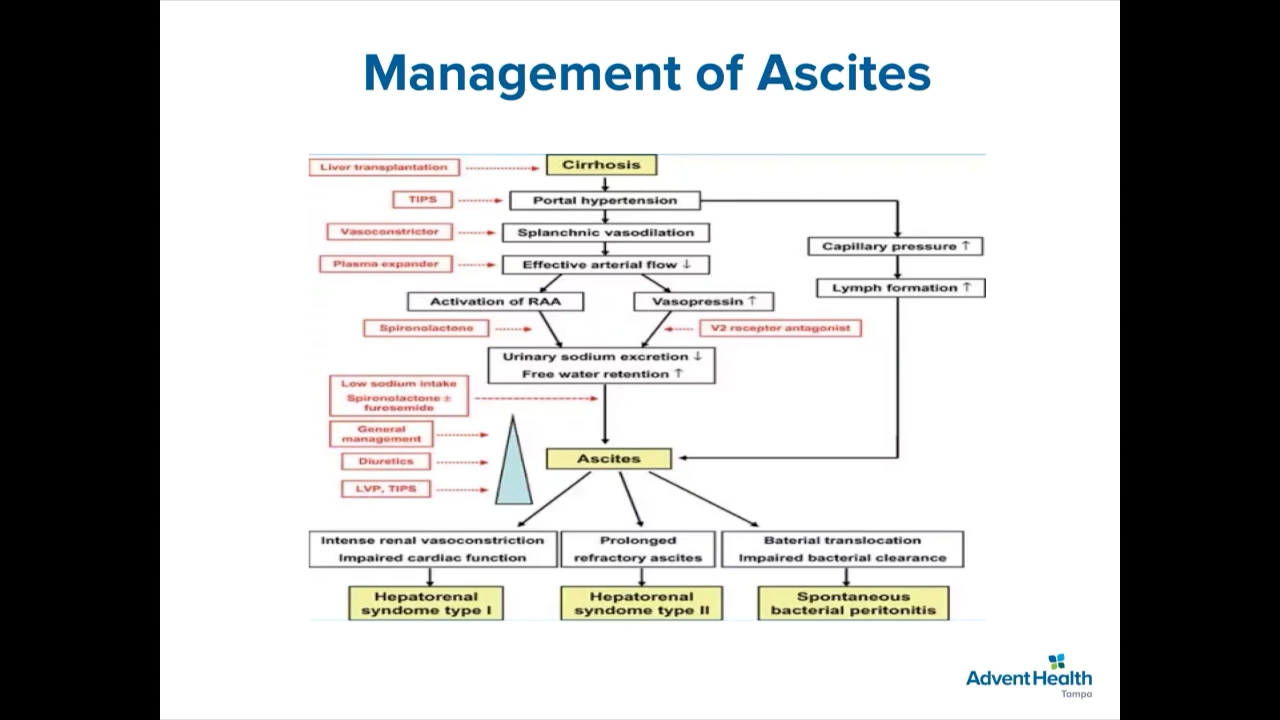 Management of Ascites
Liver transplantation
Cirrhosis
TIPS
Portal hypertension
Vasoconstrictor
Splanchnic vasodilation
Capillary pressure ↑
Plasma expander
Effective arterial flow ↓
Lymph formation ↑
Activation of RAA
Vasopressin ↑
Spironolactone
V2 receptor antagonist
Urinary sodium excretion ↓
Free water retention ↑
Low sodium intake
Spironolactone ±
furosemide
General
management
Ascites
Diuretics
LVP, TIPS
Intense renal vasoconstriction
Impaired cardiac function
Prolonged
refractory ascites
Baterial translocation
Impaired bacterial clearance
Hepatorenal
syndome type I
Hepatorenal
syndome type II
Spontaneous
bacterial peritonitis
AdventHealth
Tampa